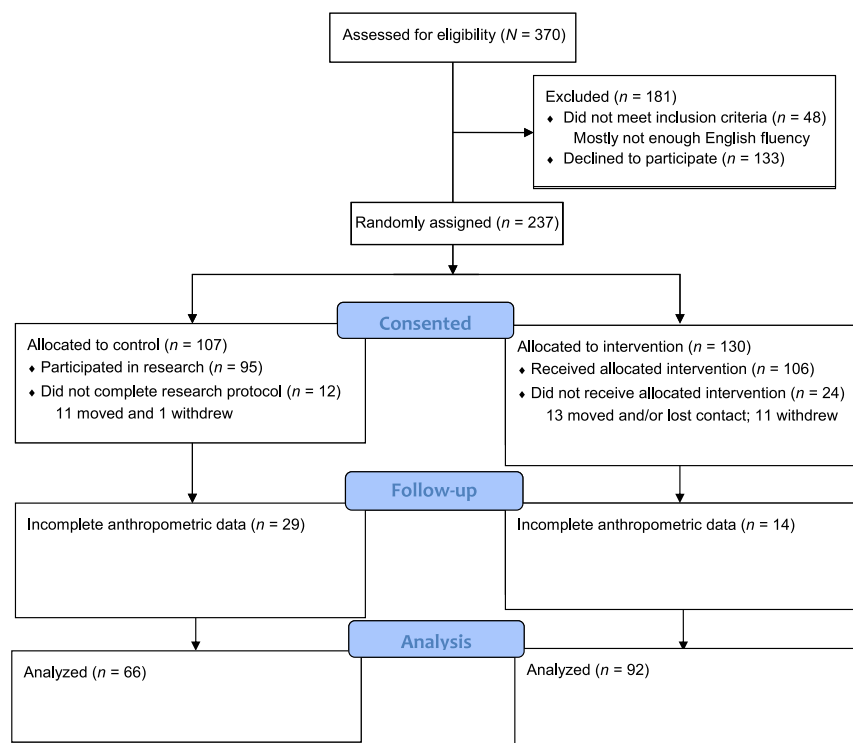 Assessed for eligibility (N = 370)
Excluded (n = 181)
♦ Did not meet inclusion criteria (n = 48)
Mostly not enough English fluency
♦ Declined to participate (n = 133)
Randomly assigned (n = 237)
Consented
Allocated to control (n = 107)
♦ Participated in research (n = 95)
♦ Did not complete research protocol (n = 12)
11 moved and 1 withdrew
Allocated to intervention (n = 130)
♦ Received allocated intervention (n = 106)
♦ Did not receive allocated intervention (n = 24)
13 moved and/or lost contact; 11 withdrew
Follow-up
Incomplete anthropometric data (n = 29)
Incomplete anthropometric data (n = 14)
Analysis
Analyzed (n = 66)
Analyzed (n = 92)